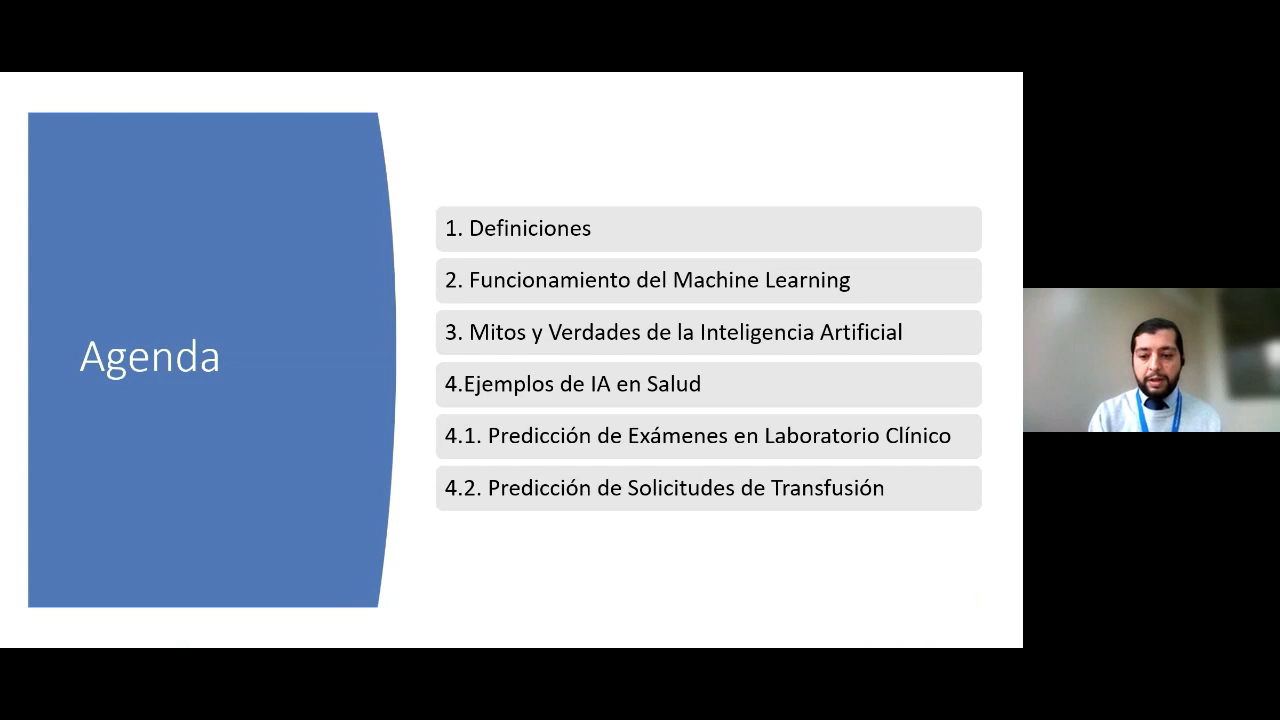 Agenda
1. Definiciones
2. Funcionamiento del Machine Learning
3. Mitos y Verdades de la Inteligencia Artificial
4.Ejemplos de IA en Salud
4.1. Predicción de Exámenes en Laboratorio Clínico
4.2. Predicción de Solicitudes de Transfusión